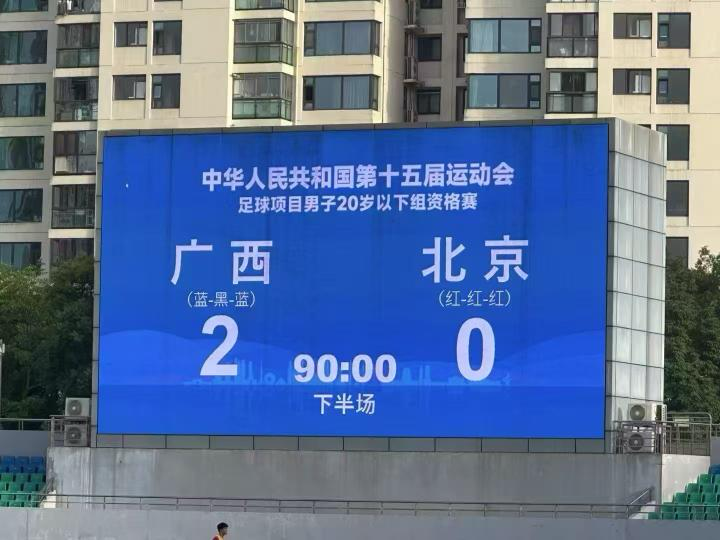 中华人民共和国第十五届运动会
足球项目男子20岁以下组资格赛
广西 北京
（蓝-黑-蓝） （红-红-红）
2 90:00 0
下半场